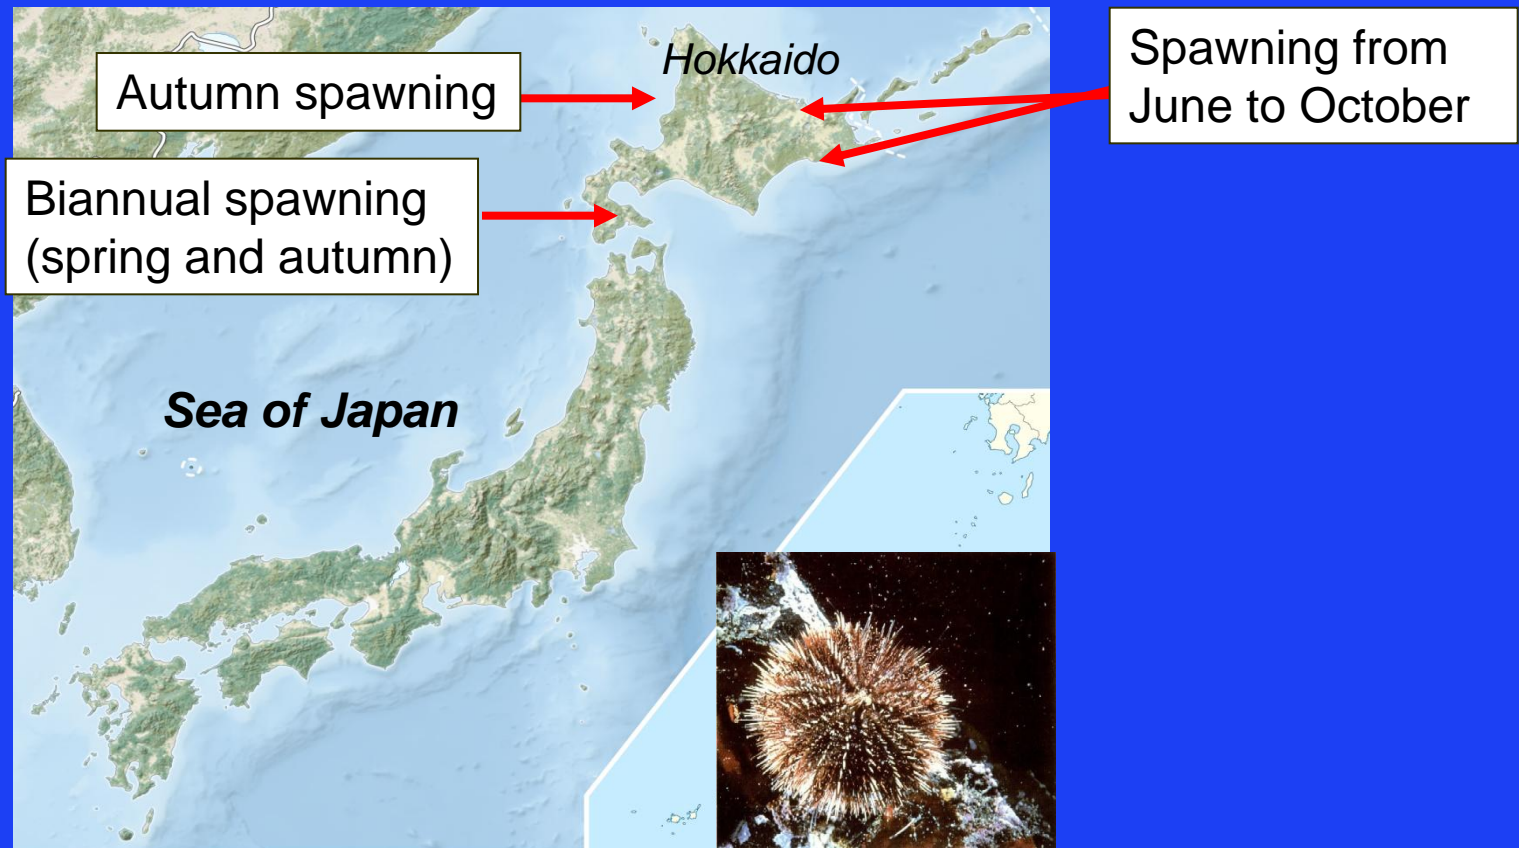 Hokkaido
Spawning from
June to October
Autumn spawning
Biannual spawning
(spring and autumn)
Sea of Japan